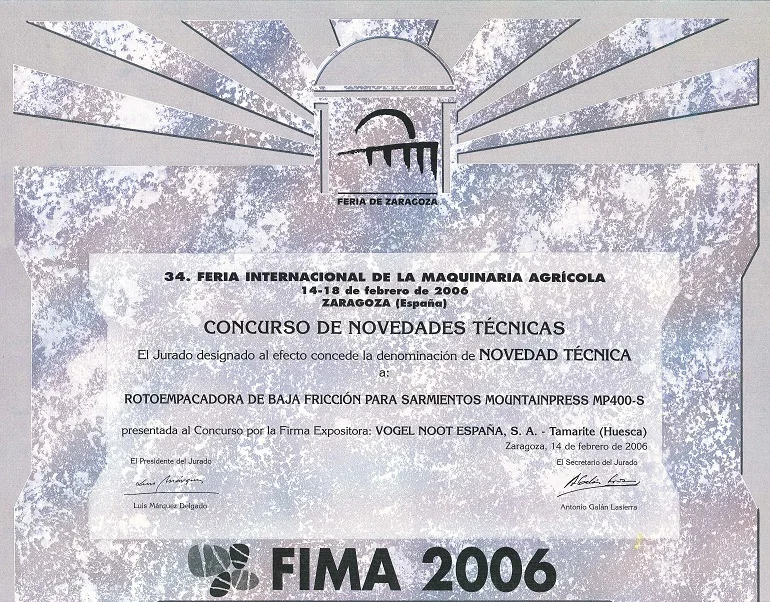 FERIA DE ZARAGOZA
34. FERIA INTERNACIONAL DE LA MAQUINARIA AGRÍCOLA
14-18 de febrero de 2006
ZARAGOZA (España)
CONCURSO DE NOVEDADES TÉCNICAS
El Jurado designado al efecto concede la denominación de NOVEDAD TÉCNICA
a:
ROTOEMPACADORA DE BAJA FRICCIÓN PARA SARMIENTOS MOUNTAINPRESS MP400-S
presentada al Concurso por la Firma Expositora: VOGEL NOOT ESPAÑA, S. A. - Tamarite (Huesca)
Zaragoza, 14 de febrero de 2006
El Presidente del Jurado
El Secretario del Jurado
Luis Márquez Delgado
Antonio Galán Lasierra
FIMA 2006